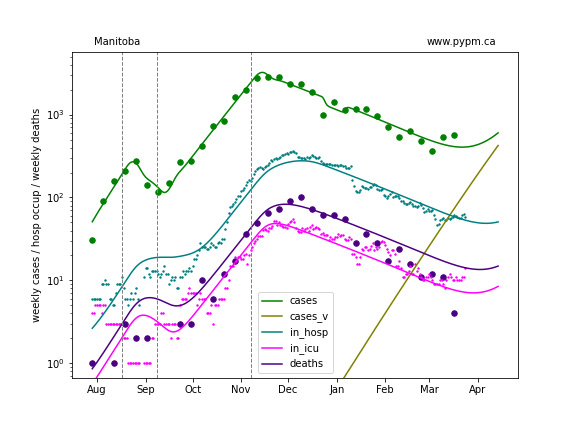 Manitoba www.pypm.ca
weekly cases / hosp occup / weekly deaths
10³
10²
10¹
10⁰
cases
cases_v
in_hosp
in_icu
deaths
Aug Sep Oct Nov Dec Jan Feb Mar Apr